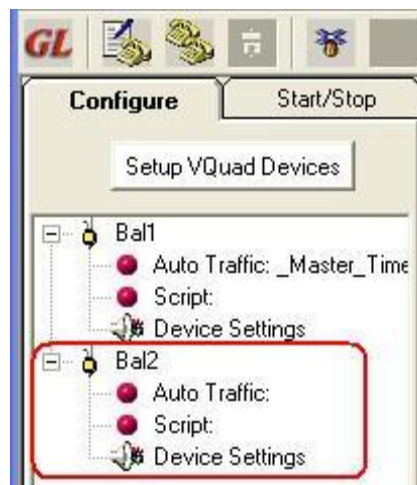 GL
Configure Start/Stop
Setup VQuad Devices
Bal1
Auto Traffic: _Master_Time
Script:
Device Settings
Bal2
Auto Traffic:
Script:
Device Settings